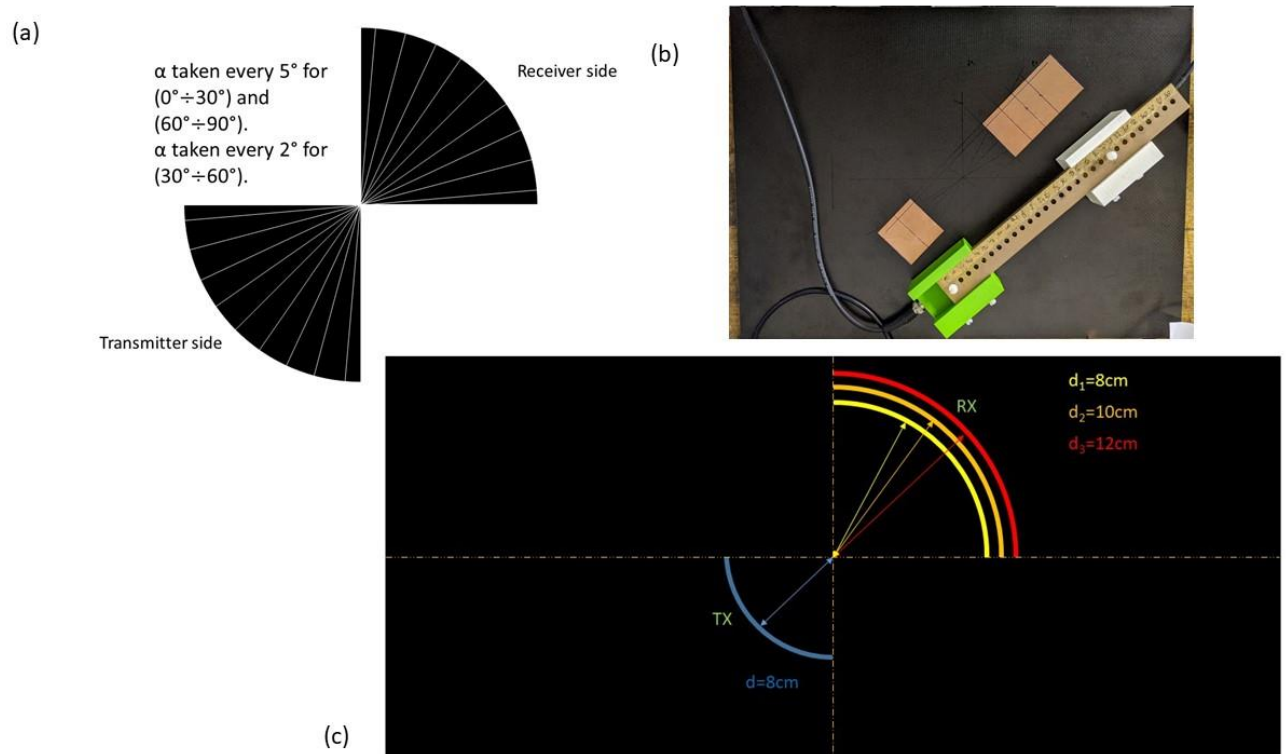 (a)
α taken every 5° for
(0°÷30°) and
(60°÷90°).
α taken every 2° for
(30°÷60°).
Receiver side
Transmitter side
(b)
d₁=8cm
d₂=10cm
d₃=12cm
RX
TX
d=8cm
(c)